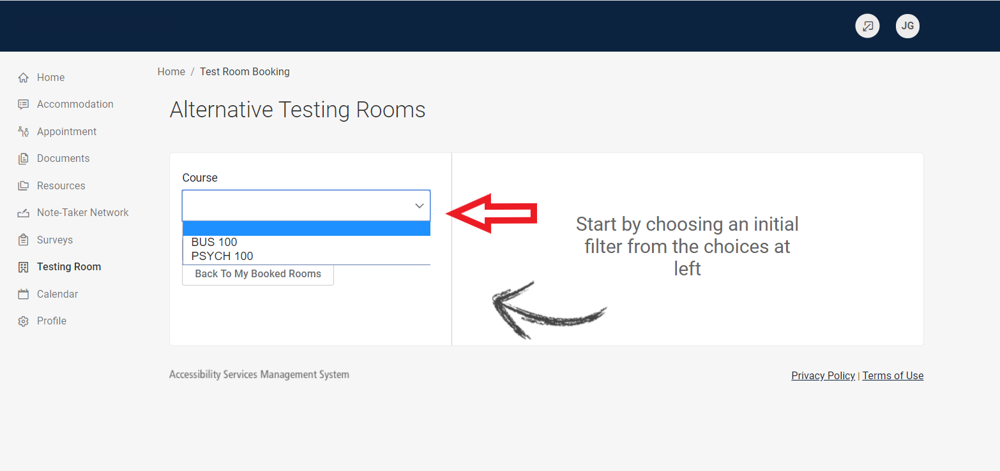 JG
Home
Accommodation
Appointment
Documents
Resources
Note-Taker Network
Surveys
Testing Room
Calendar
Profile
Home / Test Room Booking
Alternative Testing Rooms
Course
BUS 100
PSYCH 100
Back To My Booked Rooms
Start by choosing an initial
filter from the choices at
left
Accessibility Services Management System
Privacy Policy | Terms of Use